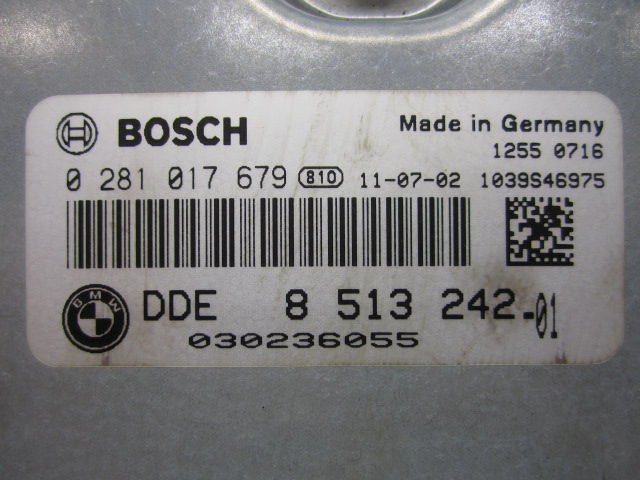 BOSCH Made in Germany
1255 0716
0 281 017 679 810 11-07-02 1039S46975
BMW DDE 8 513 242-01
030236055